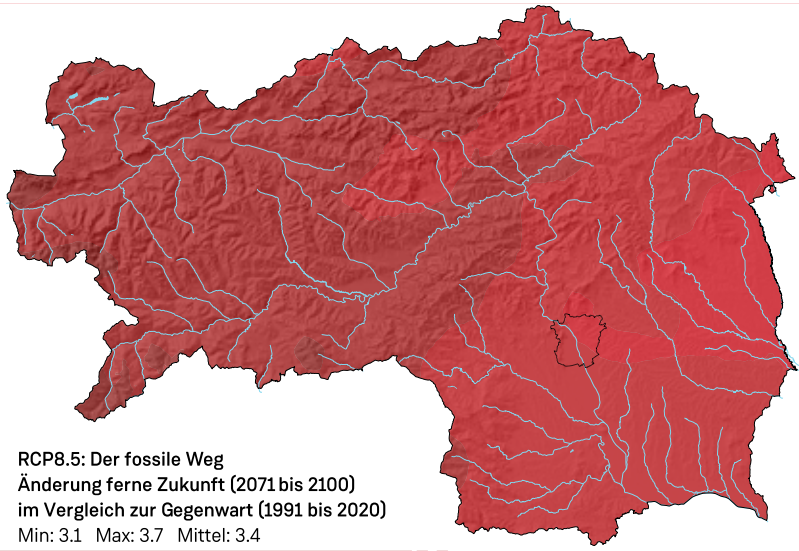 RCP8.5: Der fossile Weg
Änderung ferne Zukunft (2071 bis 2100)
im Vergleich zur Gegenwart (1991 bis 2020)
Min: 3.1 Max: 3.7 Mittel: 3.4